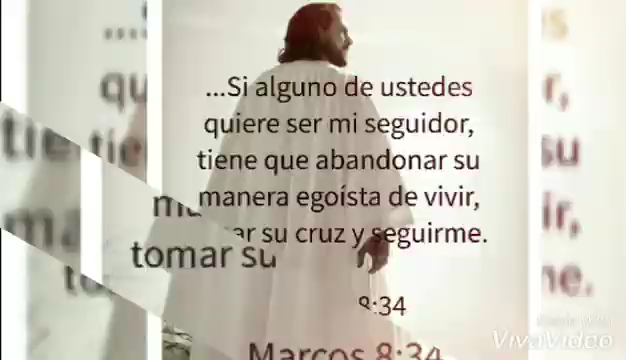 ...Si alguno de ustedes
quiere ser mi seguidor,
tiene que abandonar su
manera egoísta de vivir,
ar su cruz y seguirme.
tomar su
8:34
Marcos 8:34
VivaVideo